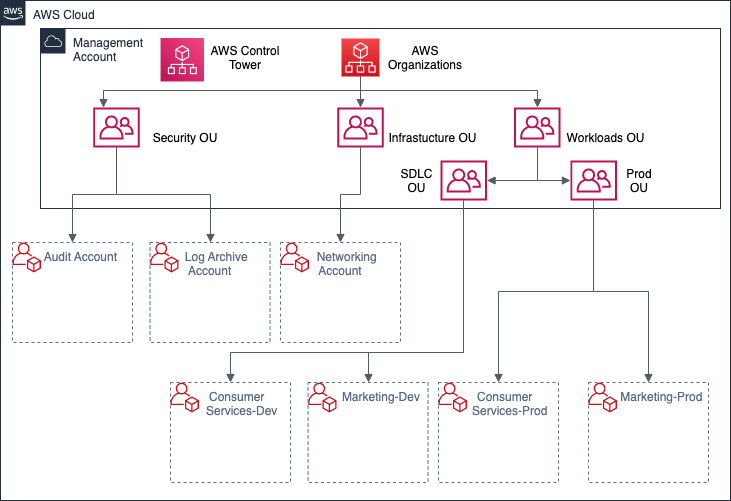 aws
AWS Cloud
Management
Account
AWS Control
Tower
AWS
Organizations
Security OU
Infrastucture OU
Workloads OU
SDLC
OU
Prod
OU
Audit Account
Log Archive
Account
Networking
Account
Consumer
Services-Dev
Marketing-Dev
Consumer
Services-Prod
Marketing-Prod